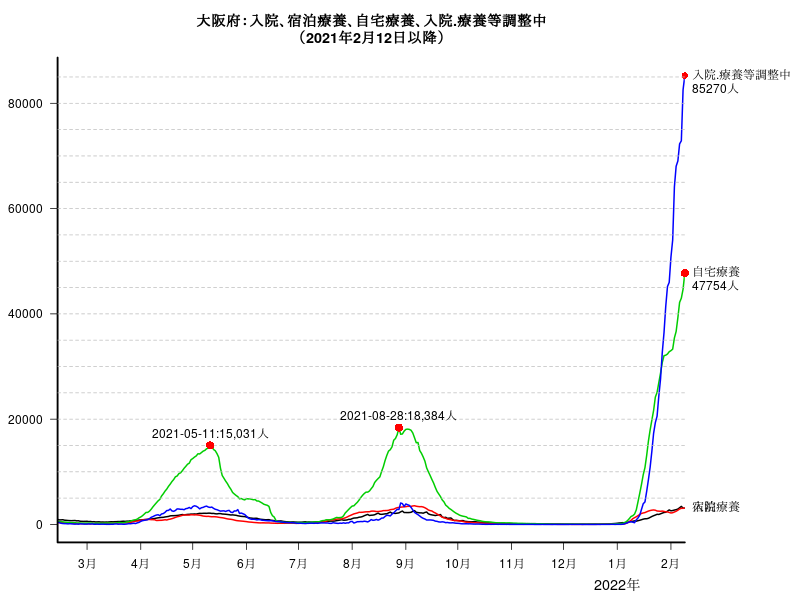 大阪府：入院、宿泊療養、自宅療養、入院.療養等調整中
（2021年2月12日以降）
入院.療養等調整中
85270人
80000
60000
自宅療養
47754人
40000
2021-08-28:18,384人
20000
2021-05-11:15,031人
療養
0
3月 4月 5月 6月 7月 8月 9月 10月 11月 12月 1月 2月
2022年